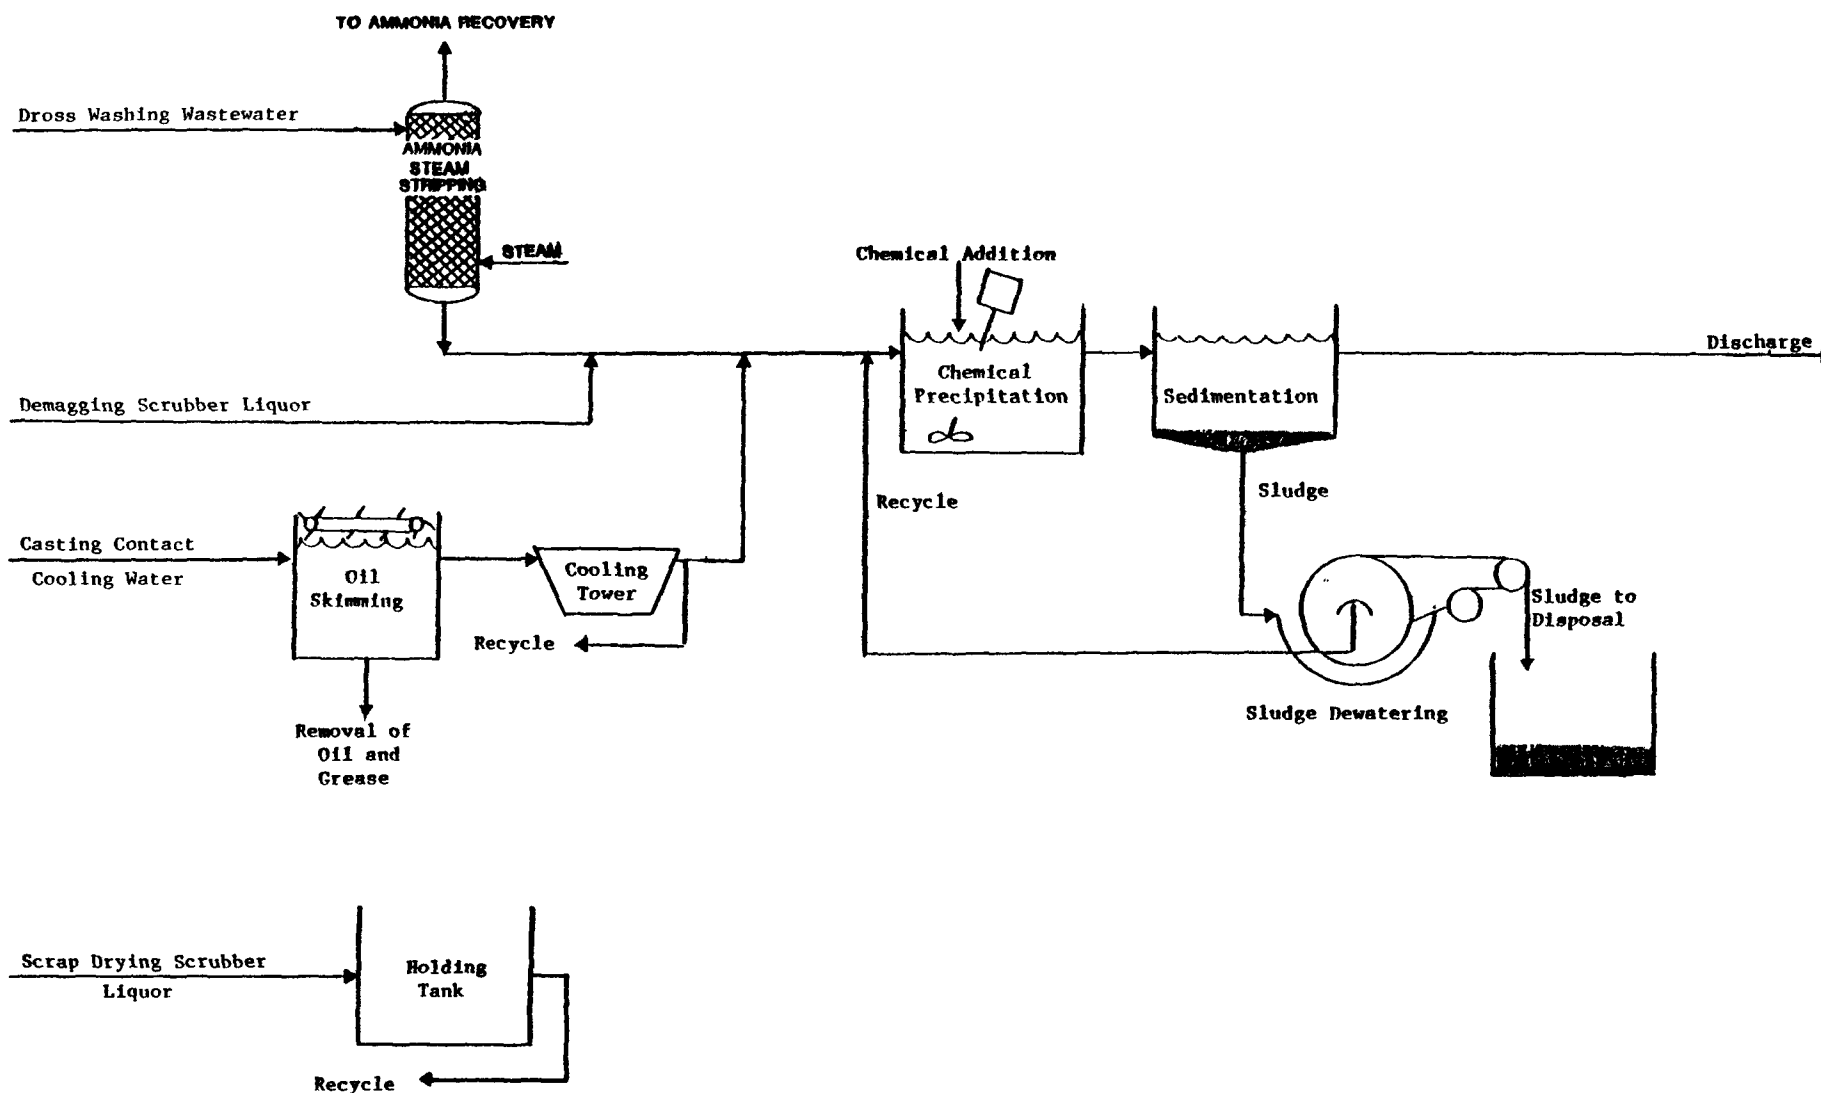 TO AMMONIA RECOVERY
Dross Washing Wastewater
AMMONIA
STEAM
STRIPPING
STEAM
Chemical Addition
Chemical
Precipitation
Sedimentation
Discharge
Demagging Scrubber Liquor
Sludge
Recycle
Casting Contact
Cooling Water
Oil
Skimming
Cooling
Tower
Recycle
Sludge to
Disposal
Sludge Dewatering
Removal of
Oil and
Grease
Scrap Drying Scrubber
Liquor
Holding
Tank
Recycle